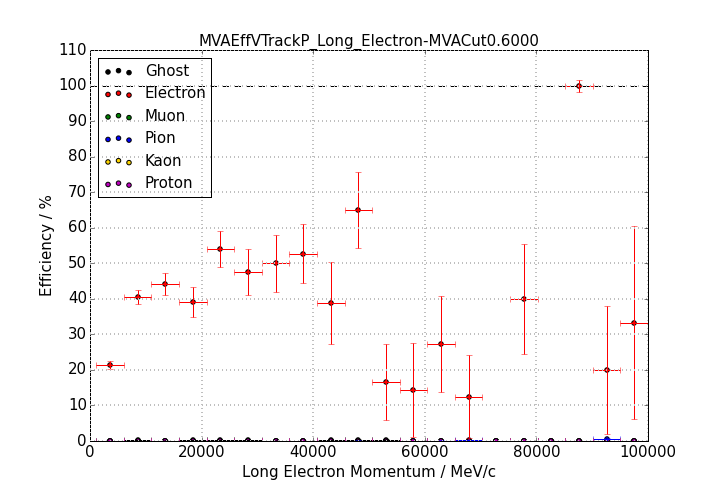 MVAEffVTrackP_Long_Electron-MVACut0.6000
110
100
90
80
70
60
50
40
30
20
10
0
Efficiency / %
Ghost
Electron
Muon
Pion
Kaon
Proton
0 20000 40000 60000 80000 100000
Long Electron Momentum / MeV/c